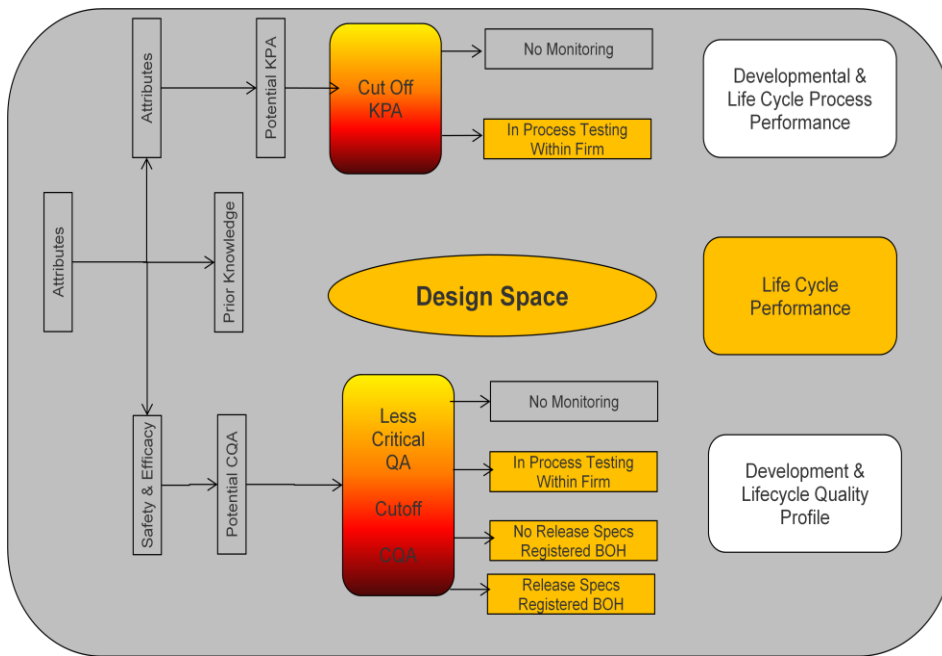 Attributes
Potential KPA
Cut Off
KPA
No Monitoring
In Process Testing
Within Firm
Developmental &
Life Cycle Process
Performance
Attributes
Prior Knowledge
Design Space
Life Cycle
Performance
Safety & Efficacy
Potential CQA
Less
Critical
QA
Cutoff
CQA
No Monitoring
In Process Testing
Within Firm
No Release Specs
Registered BOH
Release Specs
Registered BOH
Development &
Lifecycle Quality
Profile